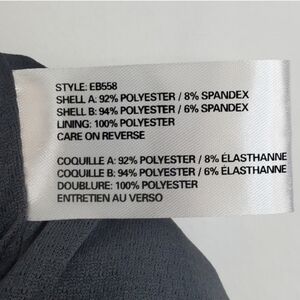 STYLE: EB558
SHELL A: 92% POLYESTER / 8% SPANDEX
SHELL B: 94% POLYESTER / 6% SPANDEX
LINING: 100% POLYESTER
CARE ON REVERSE
COQUILLE A: 92% POLYESTER / 8% ÉLASTHANNE
COQUILLE B: 94% POLYESTER / 6% ÉLASTHANNE
DOUBLURE: 100% POLYESTER
ENTRETIEN AU VERSO